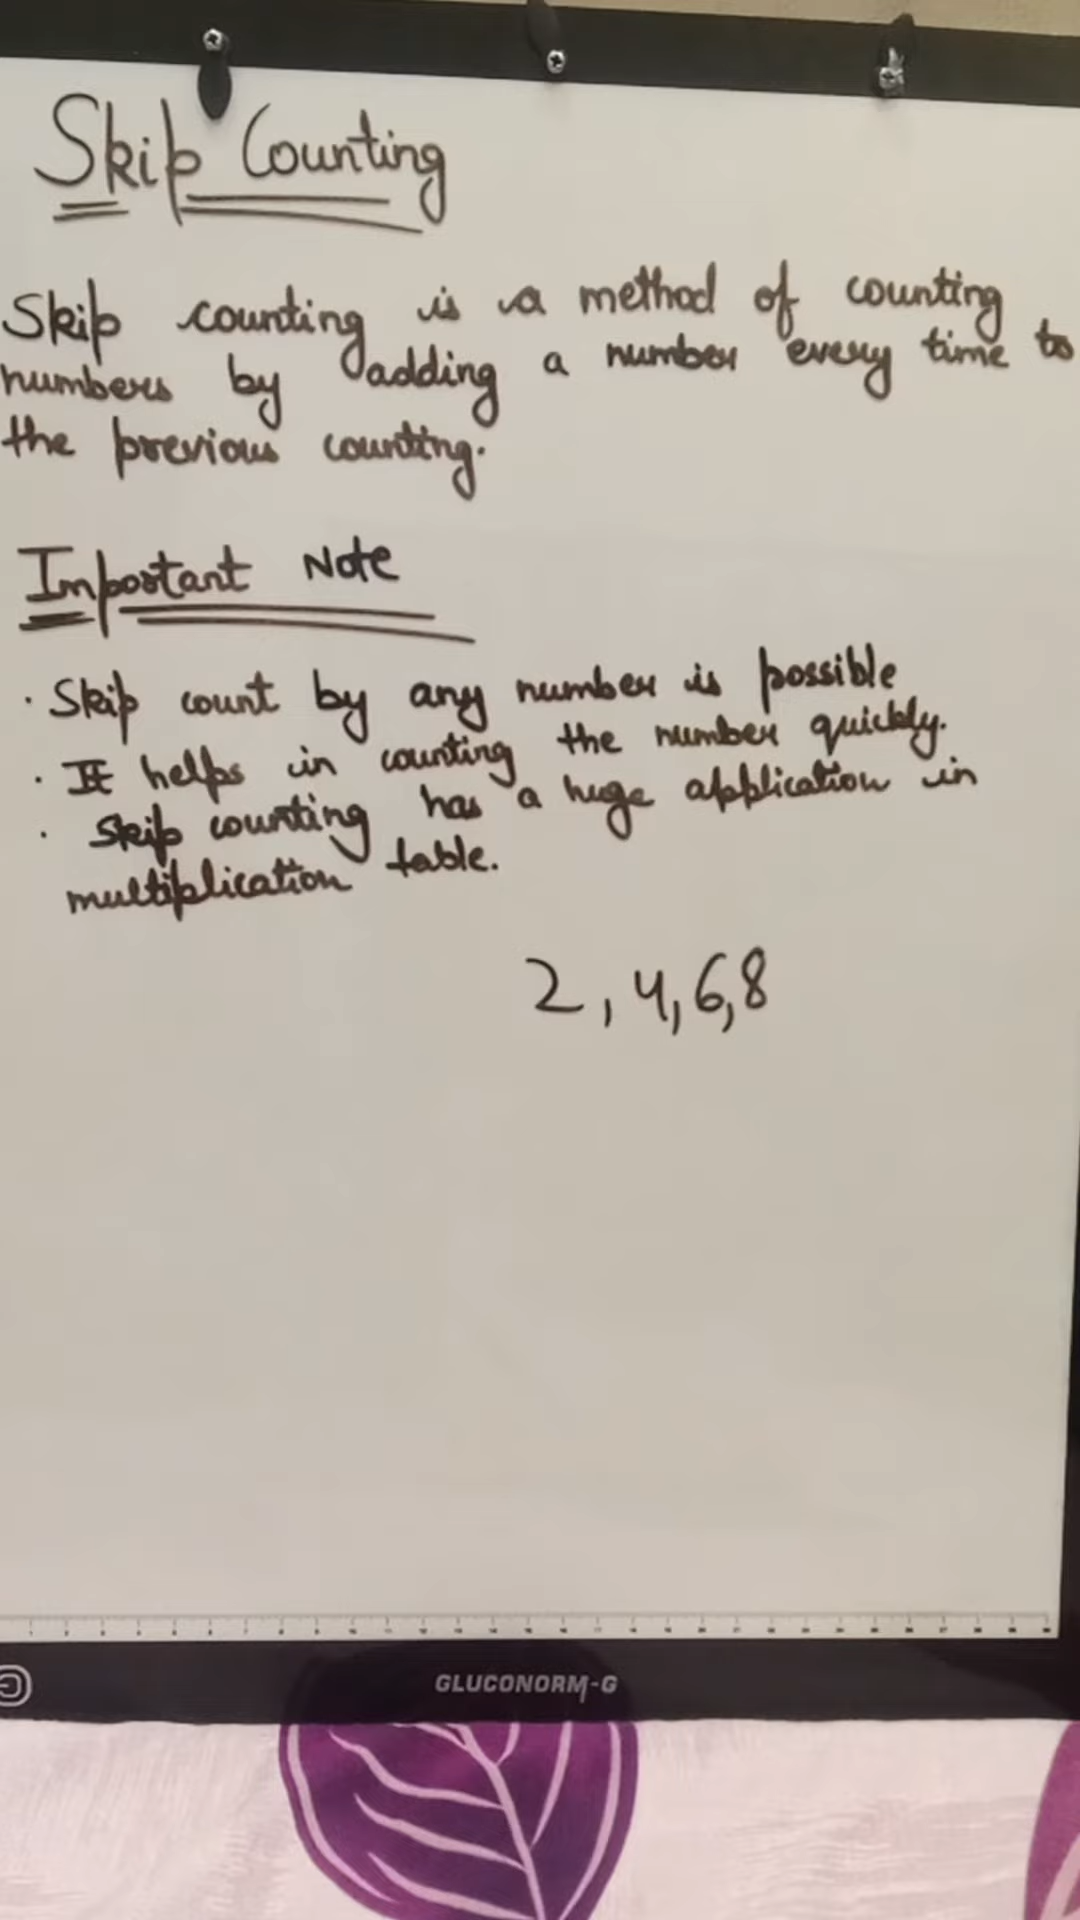 Skip Counting
Skip counting is a method of counting
numbers by adding a number every time to
the previous counting.
Important Note
· Skip count by any number is possible
· It helps in counting the number quickly.
· Skip counting has a huge application in
multiplication table.
2, 4, 6, 8
GLUCONORM-G